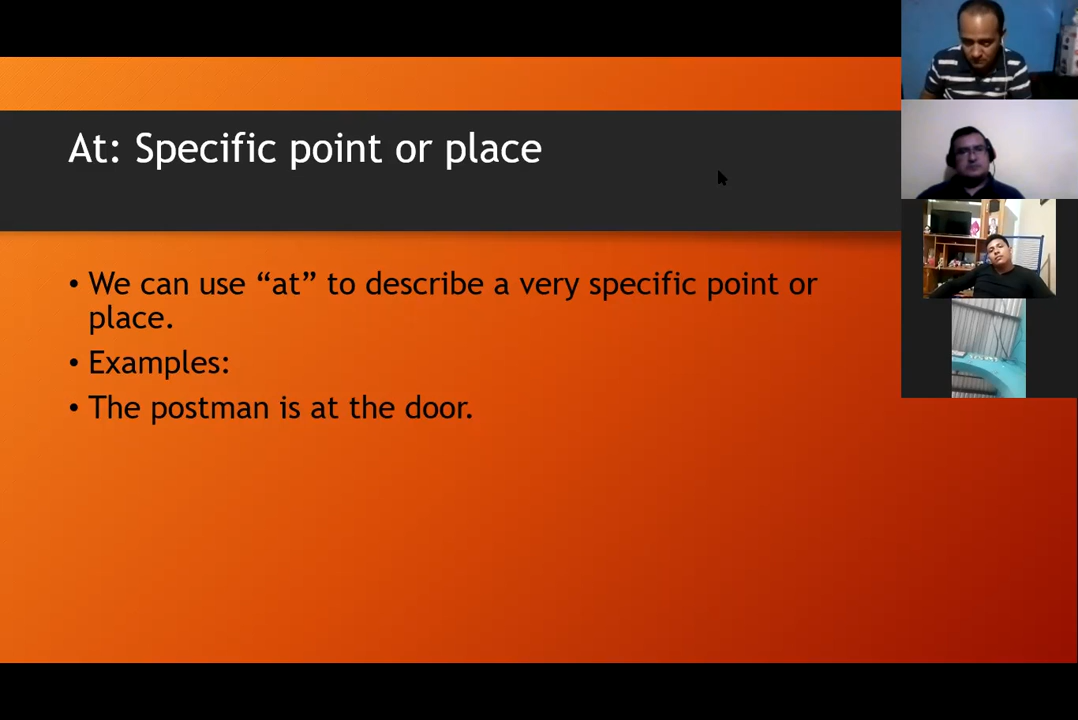 At: Specific point or place
• We can use “at” to describe a very specific point or
place.
• Examples:
• The postman is at the door.